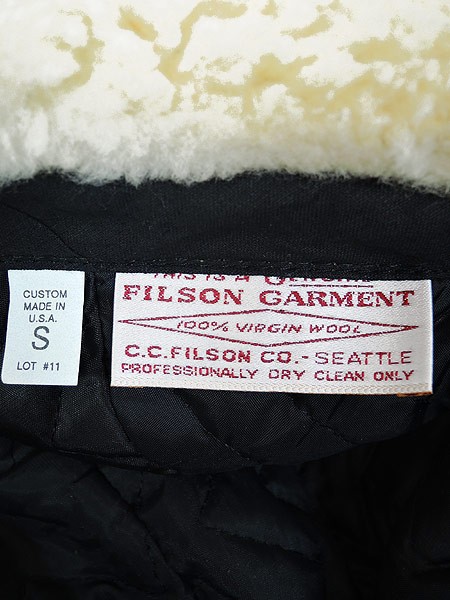 CUSTOM
MADE IN
U.S.A.
S
LOT #11
THIS IS A GENUINE
FILSON GARMENT
100% VIRGIN WOOL
C.C. FILSON CO. - SEATTLE
PROFESSIONALLY DRY CLEAN ONLY